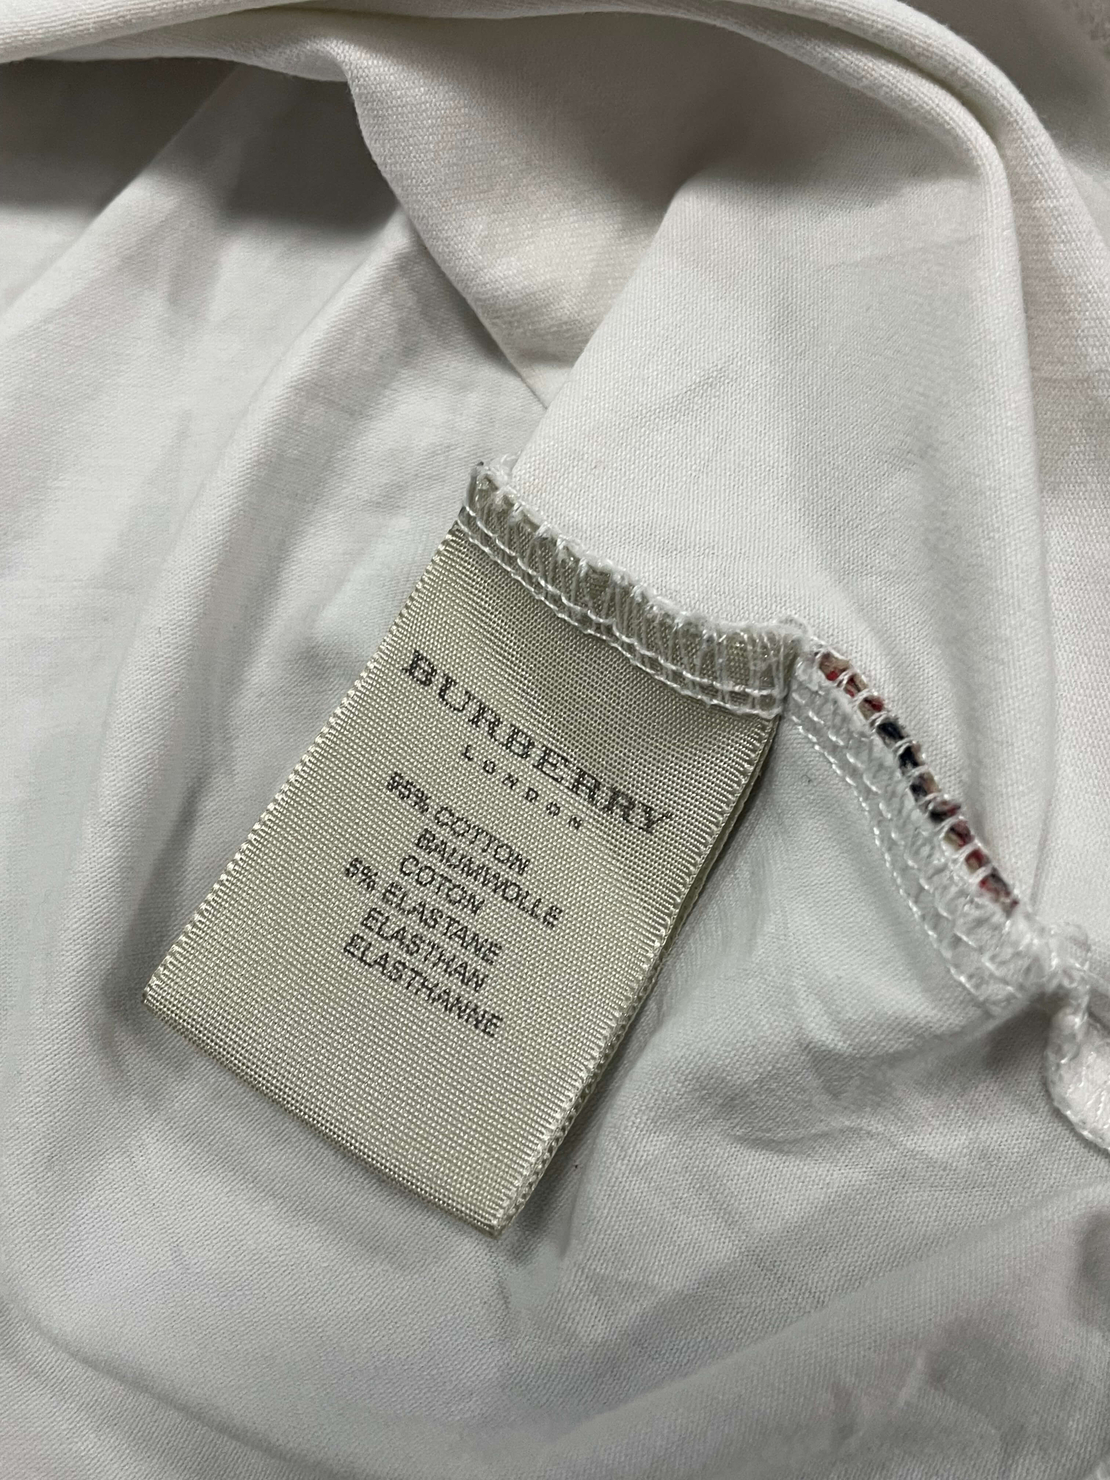 BURBERRY
LONDON
95% COTTON
BAUMWOLLE
COTON
5% ELASTANE
ELASTHAN
ELASTHANNE